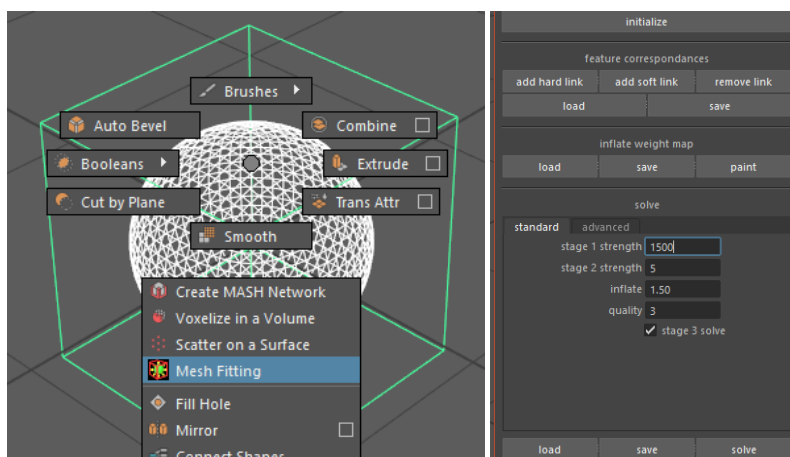 Brushes
Auto Bevel
Combine
Booleans
Extrude
Cut by Plane
Trans Attr
Smooth
Create MASH Network
Voxelize in a Volume
Scatter on a Surface
Mesh Fitting
Fill Hole
Mirror
Connect Shapes
initialize
feature correspondances
add hard link add soft link remove link
load save
inflate weight map
load save paint
solve
standard advanced
stage 1 strength 1500
stage 2 strength 5
inflate 1.50
quality 3
stage 3 solve
load save solve